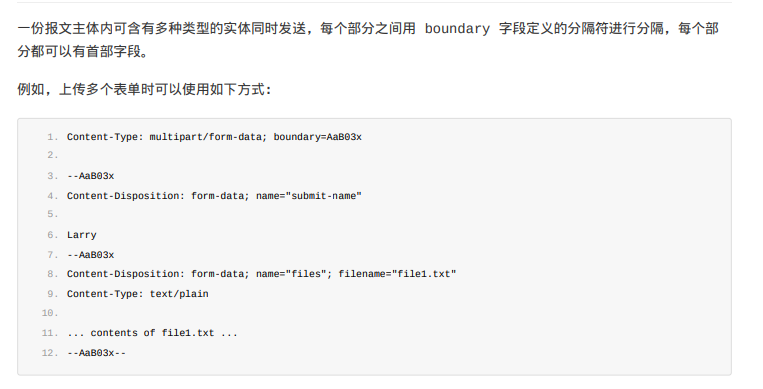 一份报文主体内可含有多种类型的实体同时发送，每个部分之间用 boundary 字段定义的分隔符进行分隔，每个部
分都可以有首部字段。
例如，上传多个表单时可以使用如下方式：
1. Content-Type: multipart/form-data; boundary=AaB03x
2.
3. --AaB03x
4. Content-Disposition: form-data; name="submit-name"
5.
6. Larry
7. --AaB03x
8. Content-Disposition: form-data; name="files"; filename="file1.txt"
9. Content-Type: text/plain
10.
11. ... contents of file1.txt ...
12. --AaB03x--